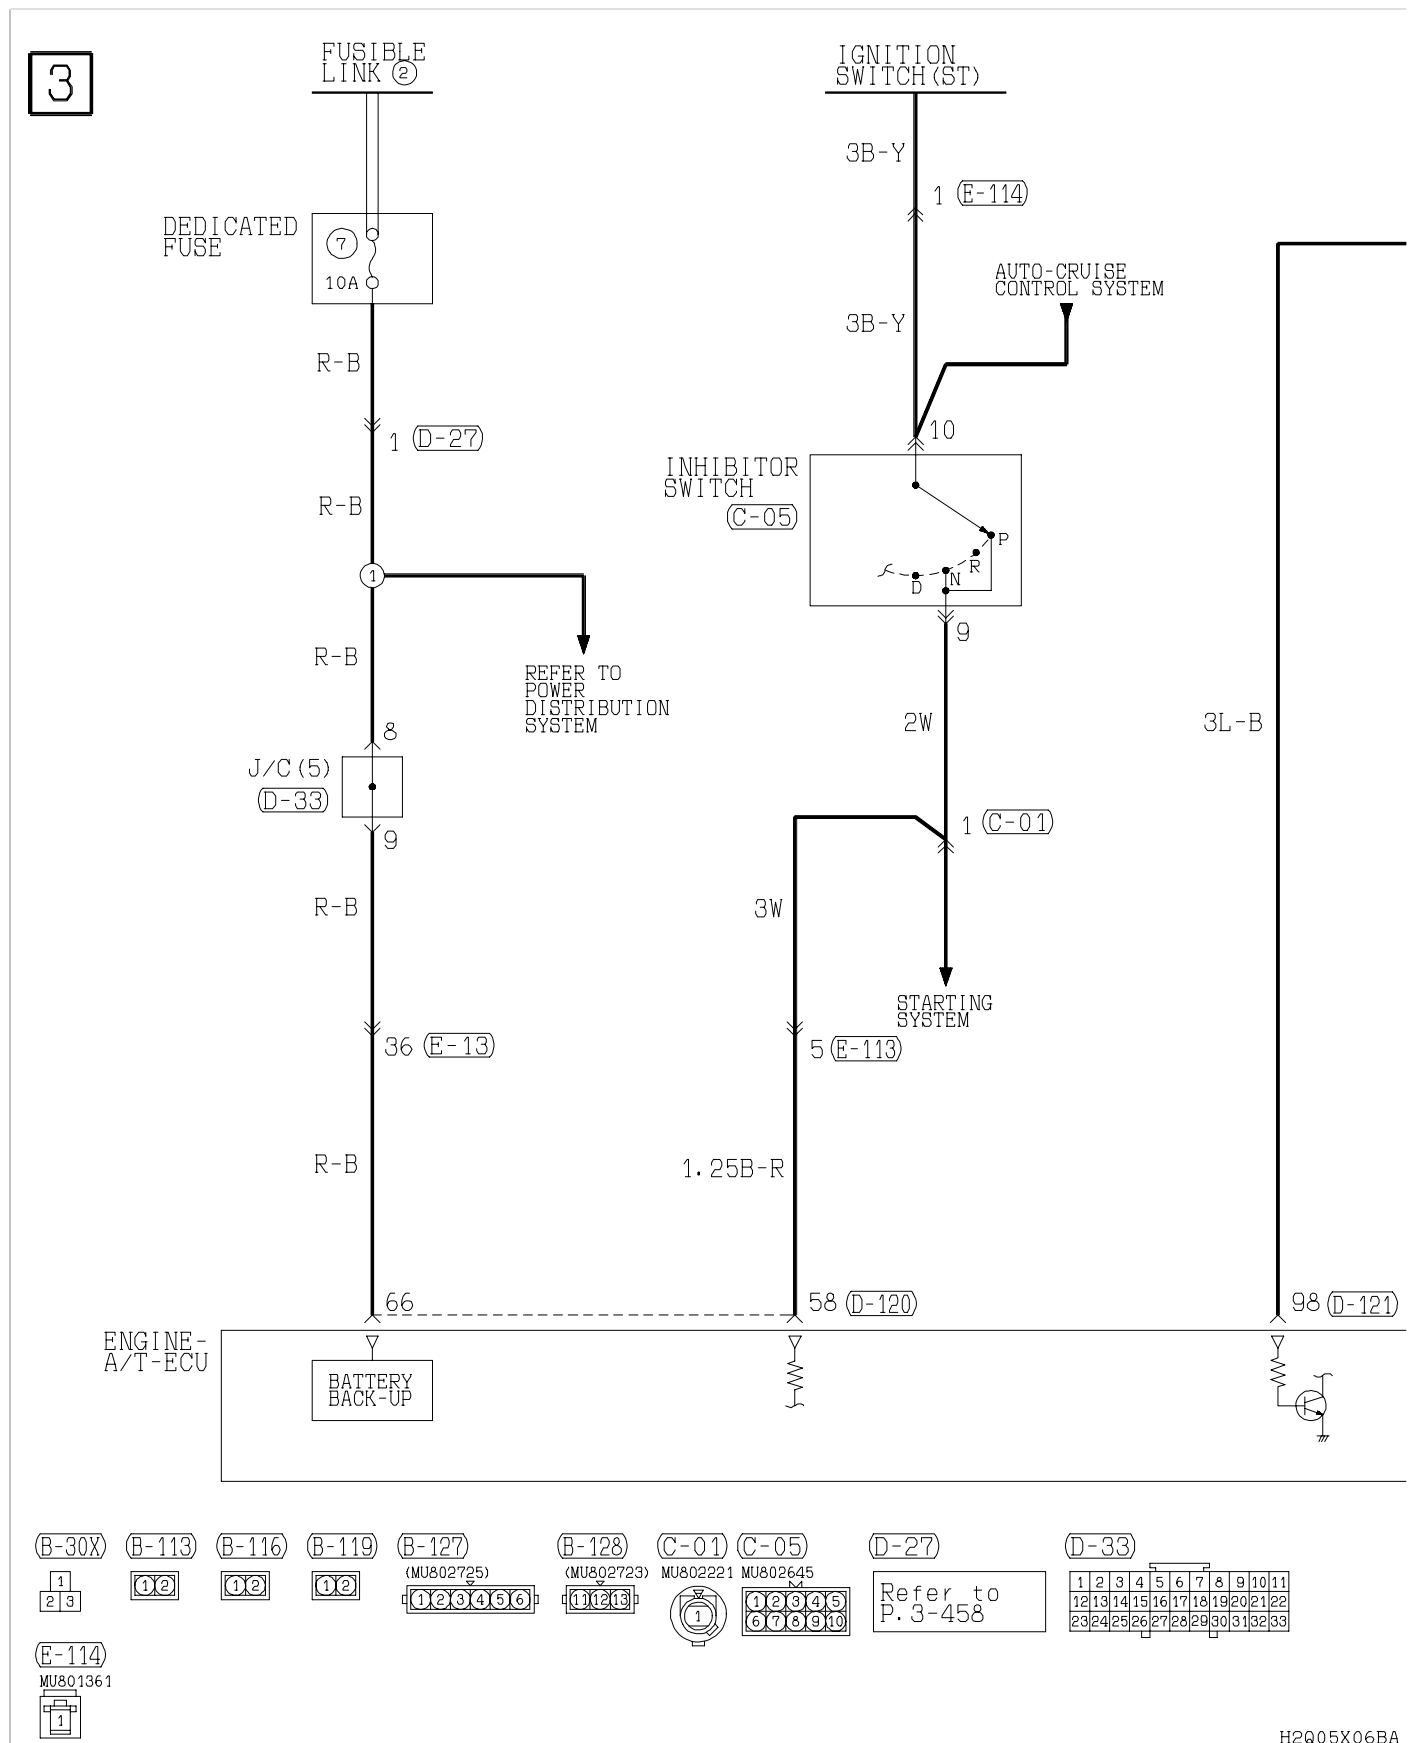 3
FUSIBLE
LINK ②
IGNITION
SWITCH(ST)
3B-Y
1 (E-114)
DEDICATED
FUSE
7
10A
AUTO-CRUISE
CONTROL SYSTEM
3B-Y
R-B
1 (D-27)
10
INHIBITOR
SWITCH
(C-05)
R-B
P
R
N
D
1
9
R-B
REFER TO
POWER
DISTRIBUTION
SYSTEM
2W
3L-B
8
J/C(5)
(D-33)
9
1 (C-01)
R-B
3W
STARTING
SYSTEM
36 (E-13)
5 (E-113)
R-B
1.25B-R
66
58 (D-120)
98 (D-121)
ENGINE-
A/T-ECU
BATTERY
BACK-UP
(B-30X) (B-113) (B-116) (B-119) (B-127) (B-128) (C-01) (C-05) (D-27) (D-33)
(MU802725) (MU802723) MU802221 MU802645
1
2 3
1 2
1 2
1 2
1 2 3 4 5 6
11 12 13
1
1 2 3 4 5
6 7 8 9 10
Refer to
P.3-458
1 2 3 4 5 6 7 8 9 10 11
12 13 14 15 16 17 18 19 20 21 22
23 24 25 26 27 28 29 30 31 32 33
(E-114)
MU801361
1
H2Q05X06BA